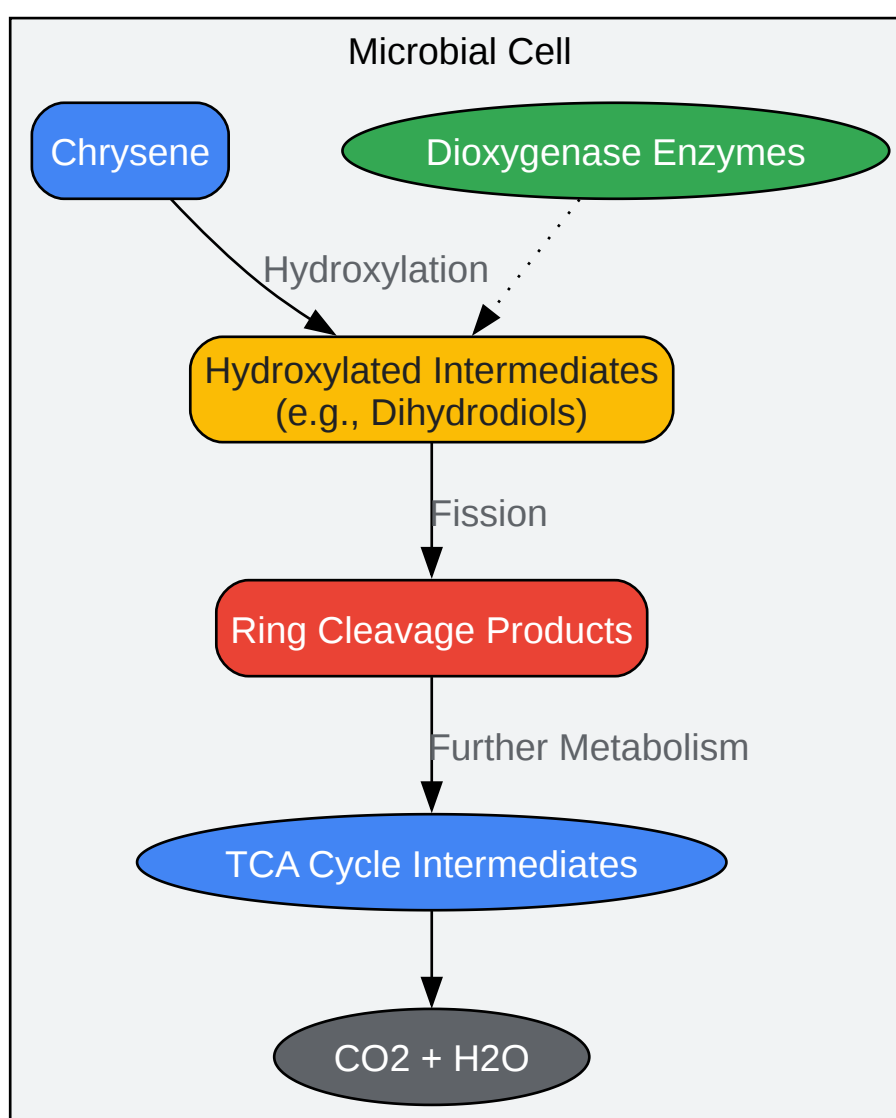 Microbial Cell
Chrysene
Dioxygenase Enzymes
Hydroxylation
Hydroxylated Intermediates
(e.g., Dihydrodiols)
Fission
Ring Cleavage Products
Further Metabolism
TCA Cycle Intermediates
CO2 + H2O